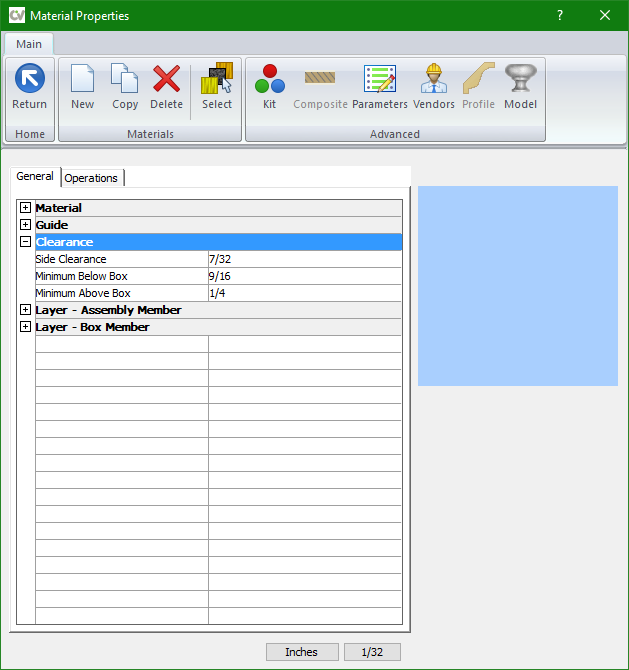 CV Material Properties ?
Main
Return New Copy Delete Select Kit Composite Parameters Vendors Profile Model
Home Materials Advanced
General Operations
Material
Guide
Clearance
Side Clearance 7/32
Minimum Below Box 9/16
Minimum Above Box 1/4
Layer - Assembly Member
Layer - Box Member
Inches 1/32